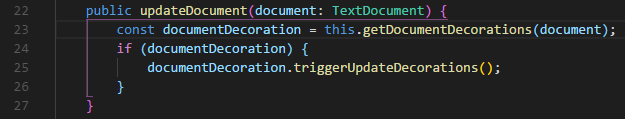 22 public updateDocument(document: TextDocument) {
23 const documentDecoration = this.getDocumentDecorations(document);
24 if (documentDecoration) {
25 documentDecoration.triggerUpdateDecorations();
26 }
27 }